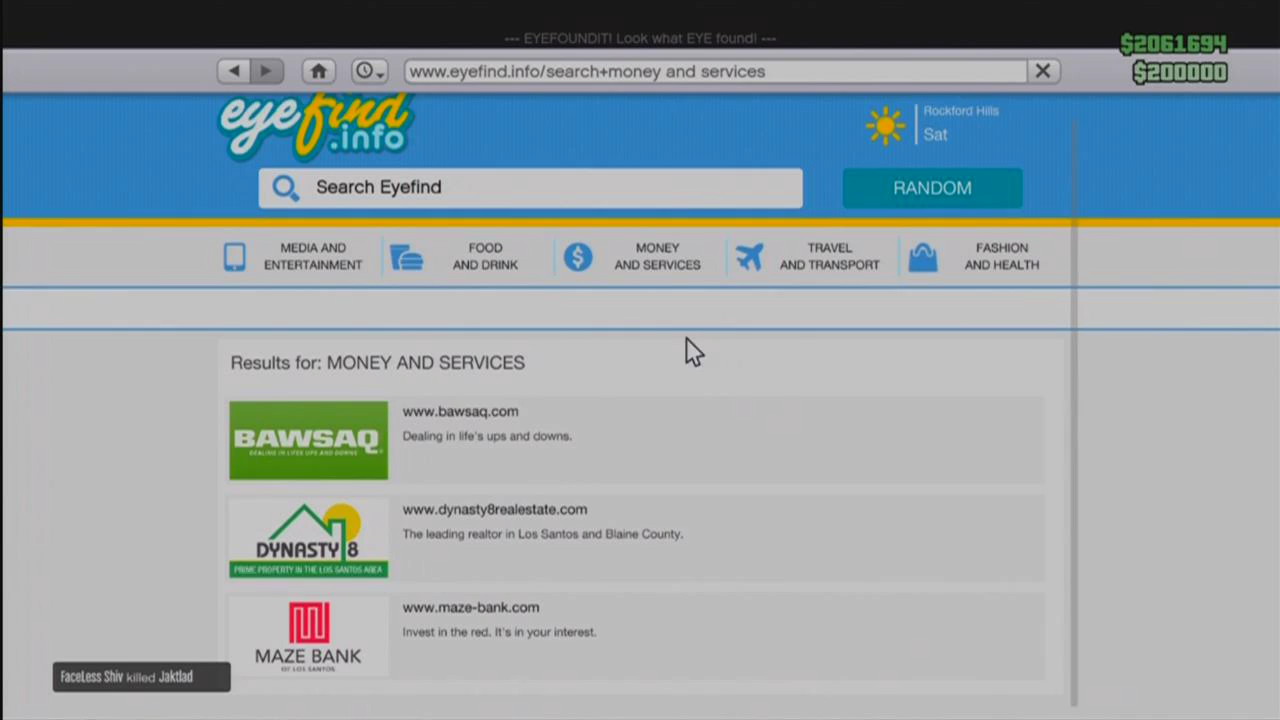 --- EYEFOUNDIT! Look what EYE found! ---
$2061694
www.eyefind.info/search+money and services
$200000
eyefind
.info
Rockford Hills
Sat
Search Eyefind
RANDOM
MEDIA AND
ENTERTAINMENT
FOOD
AND DRINK
MONEY
AND SERVICES
TRAVEL
AND TRANSPORT
FASHION
AND HEALTH
Results for: MONEY AND SERVICES
BAWSAQ
DEALING IN LIFES UPS AND DOWNS
www.bawsaq.com
Dealing in life's ups and downs.
DYNASTY 8
PRIME PROPERTY IN THE LOS SANTOS AREA
www.dynasty8realestate.com
The leading realtor in Los Santos and Blaine County.
MAZE BANK
OF LOS SANTOS
www.maze-bank.com
Invest in the red. It's in your interest.
FaceLess Shiv killed Jaktlad